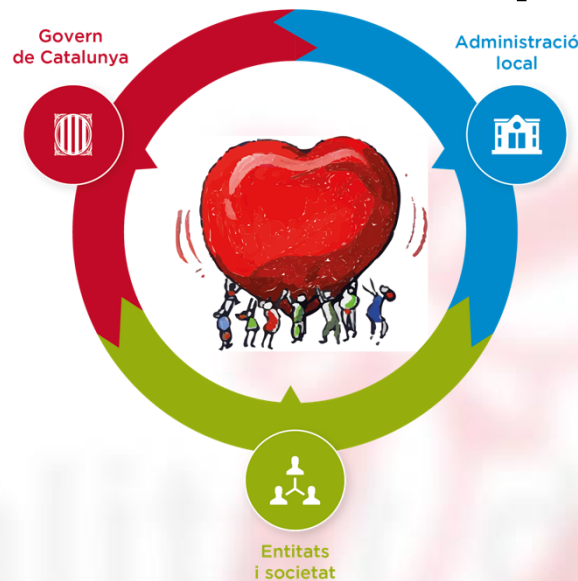 Govern
de Catalunya
Administració
local
Entitats
i societat